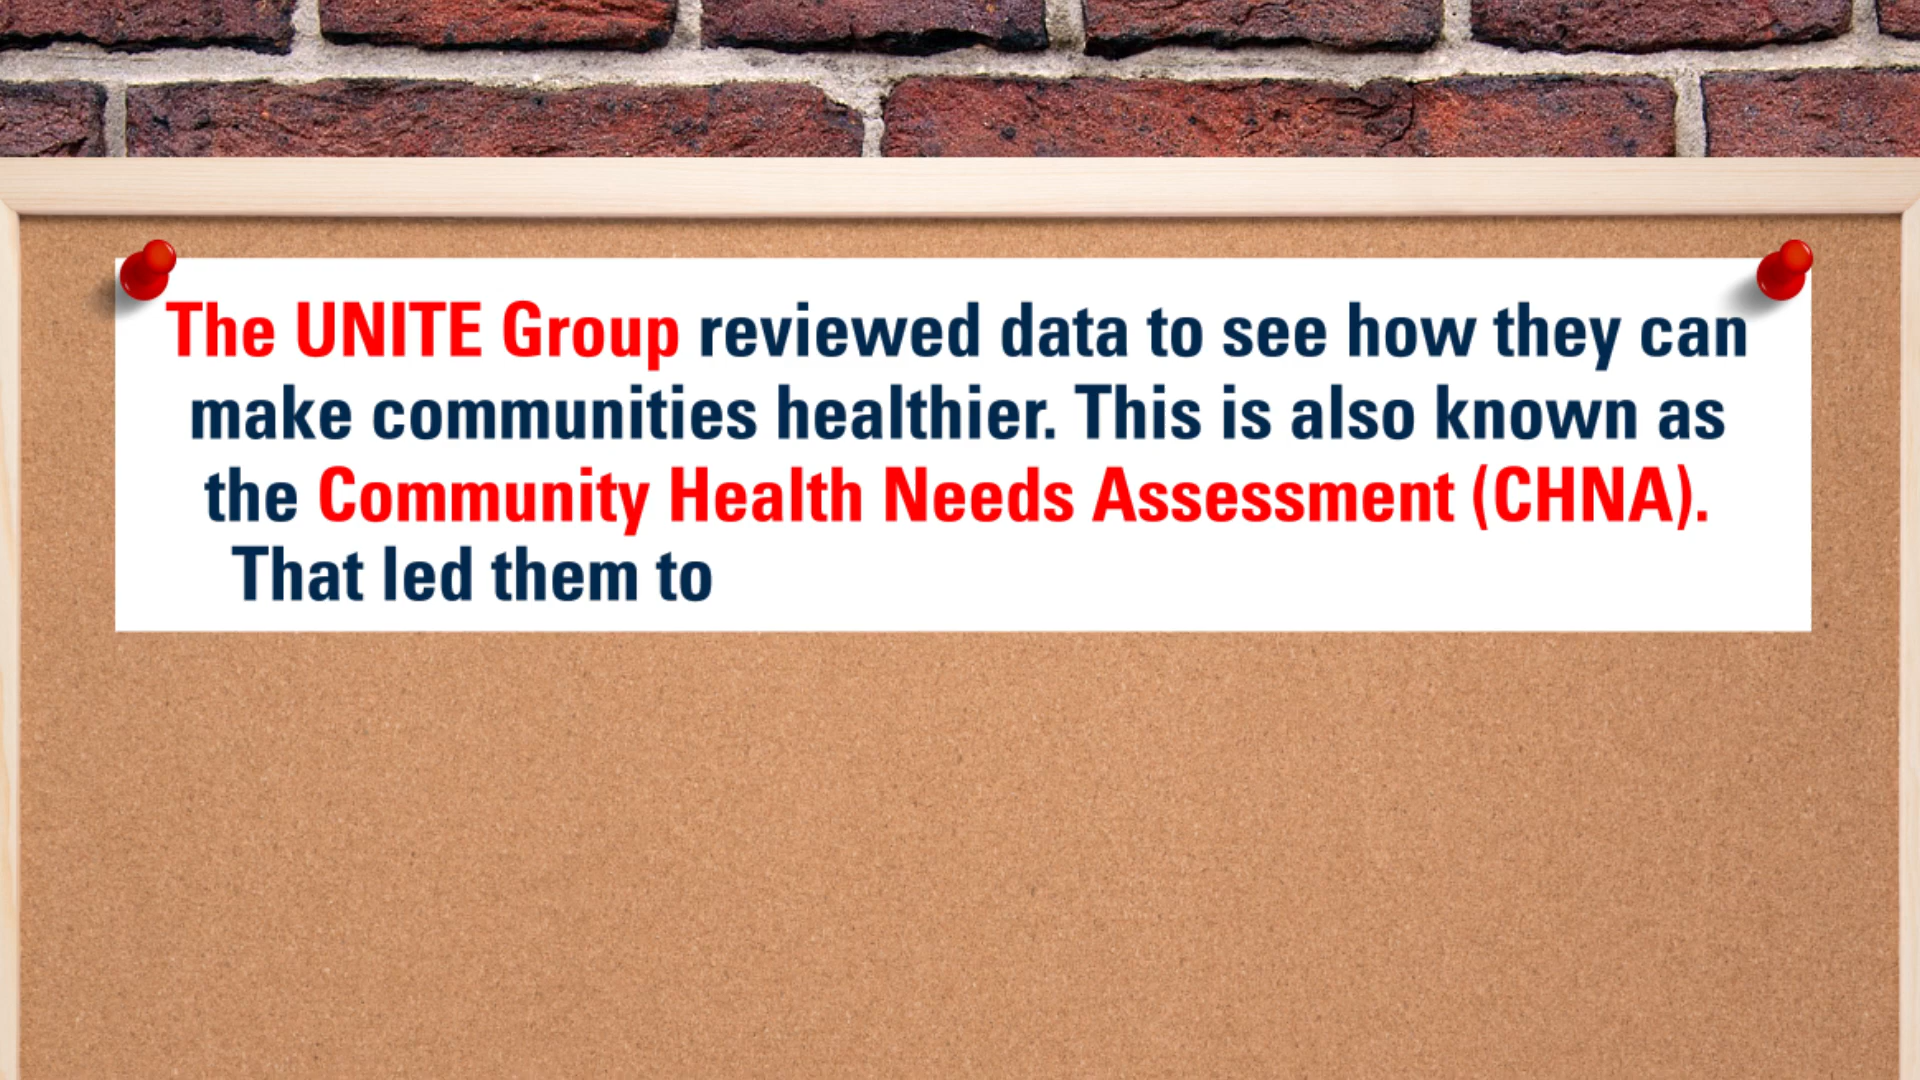 The UNITE Group reviewed data to see how they can
make communities healthier. This is also known as
the Community Health Needs Assessment (CHNA).
That led them to